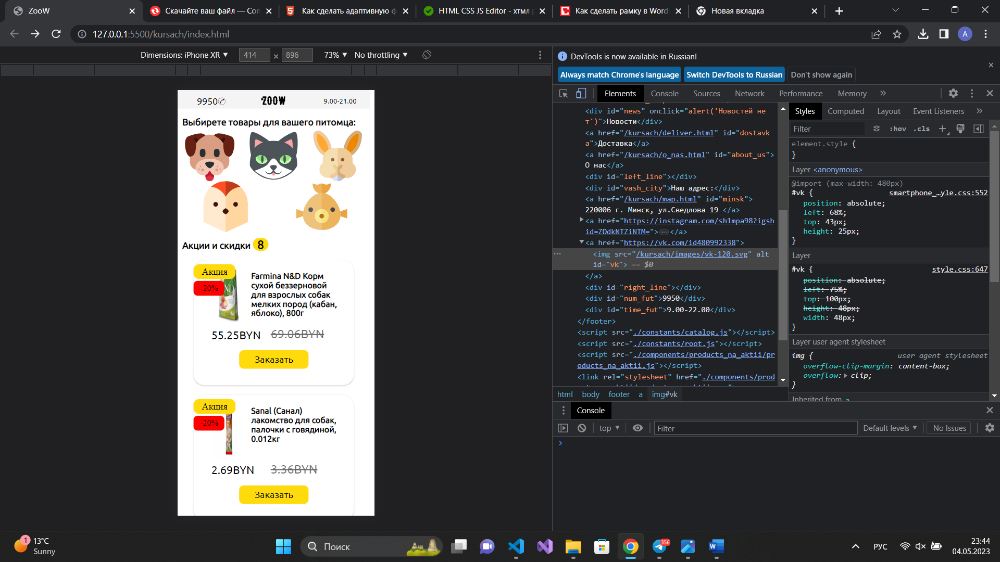 ZooW
Скачайте ваш файл — Con
Как сделать адаптивную ф
HTML CSS JS Editor - хтмл р
Как сделать рамку в Word:
Новая вкладка
127.0.0.1:5500/kursach/index.html
A
Dimensions: iPhone XR
414 × 896
73%
No throttling
9950
ZOOW
9.00-21.00
Выбирете товары для вашего питомца:
Акции и скидки 8
Акция
-20%
Farmina N&D Корм
сухой беззерновой
для взрослых собак
мелких пород (кабан,
яблоко), 800г
55.25BYN 69.06BYN
Заказать
Акция
-20%
Sanal (Санал)
лакомство для собак,
палочки с говядиной,
0.012кг
2.69BYN 3.36BYN
Заказать
DevTools is now available in Russian!
Always match Chrome's language
Switch DevTools to Russian
Don't show again
Elements Console Sources Network Performance Memory »
<div id="news" onclick="alert('Новостей не
т')">Новости</div>
<a href="/kursach/deliver.html" id="dostavk
a">Доставка</a>
<a href="/kursach/o_nas.html" id="about_us">
О нас</a>
<div id="left_line"></div>
<div id="vash_city">Наш адрес:</div>
<a href="/kursach/map.html" id="minsk">
220006 г. Минск, ул.Сведлова 19 </a>
<a href="https://instagram.com/sh1mpa98?igsh
id=ZDdkNTZiNTM=">…</a>
<a href="https://vk.com/id480992338">
<img src="/kursach/images/vk-120.svg" alt
id="vk"> == $0
</a>
<div id="right_line"></div>
<div id="num_fut">9950</div>
<div id="time_fut">9.00-22.00</div>
</footer>
<script src="./constants/catalog.js"></script>
<script src="./constants/root.js"></script>
<script src="./components/products_na_aktii/pr
oducts_na_aktii.js"></script>
<link rel="stylesheet" href="./components/prod
html body footer a img#vk
Styles Computed Layout Event Listeners »
Filter
:hov .cls
element.style {
}
Layer <anonymous>
@import (max-width: 480px)
#vk { smartphone_…yle.css:552
position: absolute;
left: 68%;
top: 43px;
height: 25px;
}
Layer
#vk { style.css:647
position: absolute;
left: 75%;
top: 100px;
height: 48px;
width: 48px;
}
Layer user agent stylesheet
img { user agent stylesheet
overflow-clip-margin: content-box;
overflow: clip;
}
Inherited from a
Console
top
Filter
Default levels
No Issues
1
13°C
Sunny
Поиск
356
РУС
23:44
04.05.2023